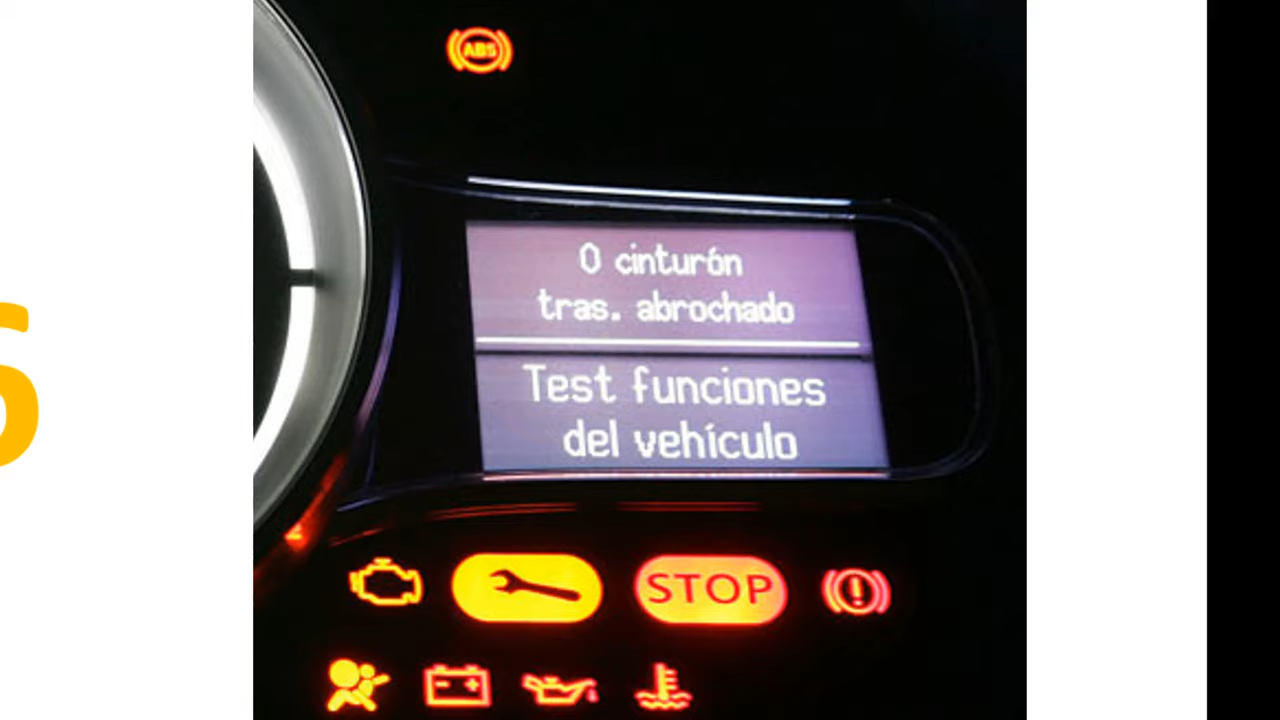 ABS
0 cinturón
tras. abrochado
Test funciones
del vehículo
STOP